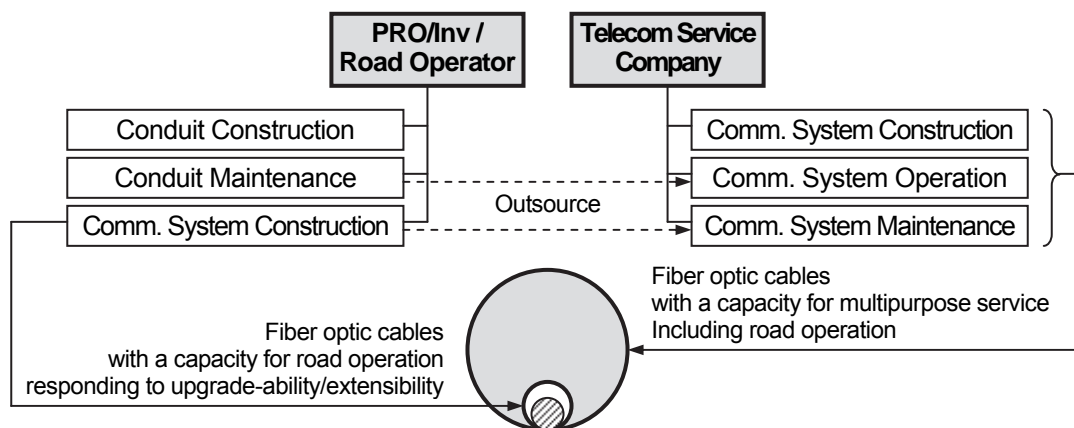 PRO/Inv /
Road Operator
Telecom Service
Company
Conduit Construction
Conduit Maintenance
Comm. System Construction
Outsource
Comm. System Construction
Comm. System Operation
Comm. System Maintenance
Fiber optic cables
with a capacity for multipurpose service
Including road operation
Fiber optic cables
with a capacity for road operation
responding to upgrade-ability/extensibility